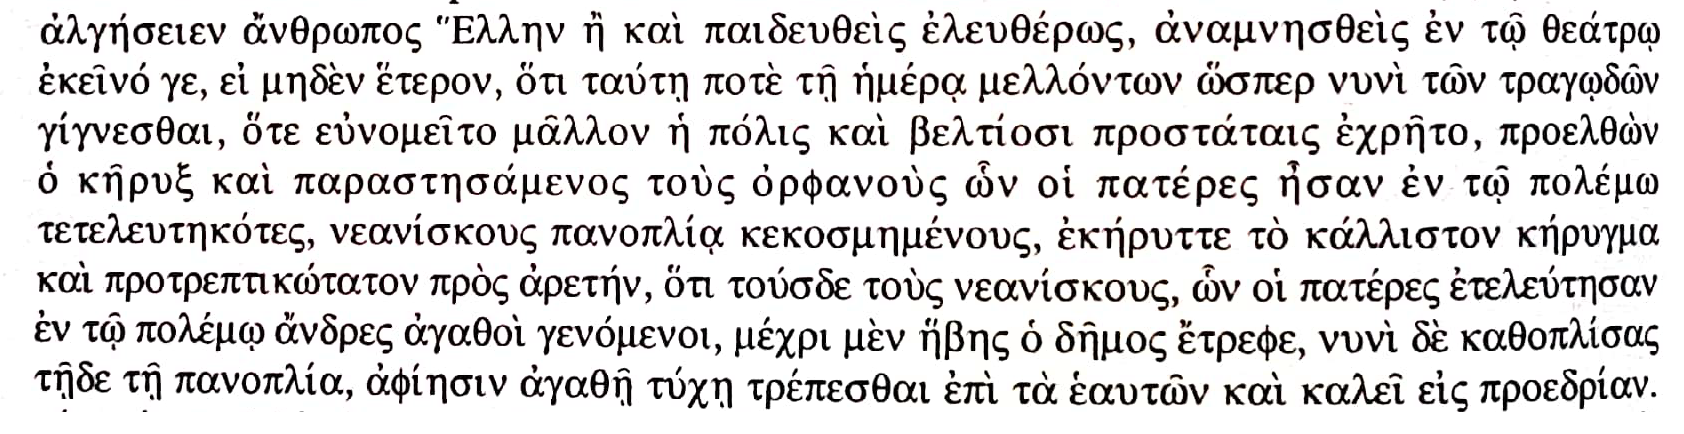 ἀλγήσειεν ἄνθρωπος Ἕλλην ἢ καὶ παιδευθεὶς ἐλευθέρως, ἀναμνησθεὶς ἐν τῷ θεάτρῳ
ἐκεῖνό γε, εἰ μηδὲν ἕτερον, ὅτι ταύτῃ ποτὲ τῇ ἡμέρᾳ μελλόντων ὥσπερ νυνὶ τῶν τραγῳδῶν
γίγνεσθαι, ὅτε εὐνομεῖτο μᾶλλον ἡ πόλις καὶ βελτίοσι προστάταις ἐχρῆτο, προελθὼν
ὁ κῆρυξ καὶ παραστησάμενος τοὺς ὀρφανοὺς ὧν οἱ πατέρες ἦσαν ἐν τῷ πολέμῳ
τετελευτηκότες, νεανίσκους πανοπλίᾳ κεκοσμημένους, ἐκήρυττε τὸ κάλλιστον κήρυγμα
καὶ προτρεπτικώτατον πρὸς ἀρετήν, ὅτι τούσδε τοὺς νεανίσκους, ὧν οἱ πατέρες ἐτελεύτησαν
ἐν τῷ πολέμῳ ἄνδρες ἀγαθοὶ γενόμενοι, μέχρι μὲν ἥβης ὁ δῆμος ἔτρεφε, νυνὶ δὲ καθοπλίσας
τῇδε τῇ πανοπλίᾳ, ἀφίησιν ἀγαθῇ τύχῃ τρέπεσθαι ἐπὶ τὰ ἑαυτῶν καὶ καλεῖ εἰς προεδρίαν.